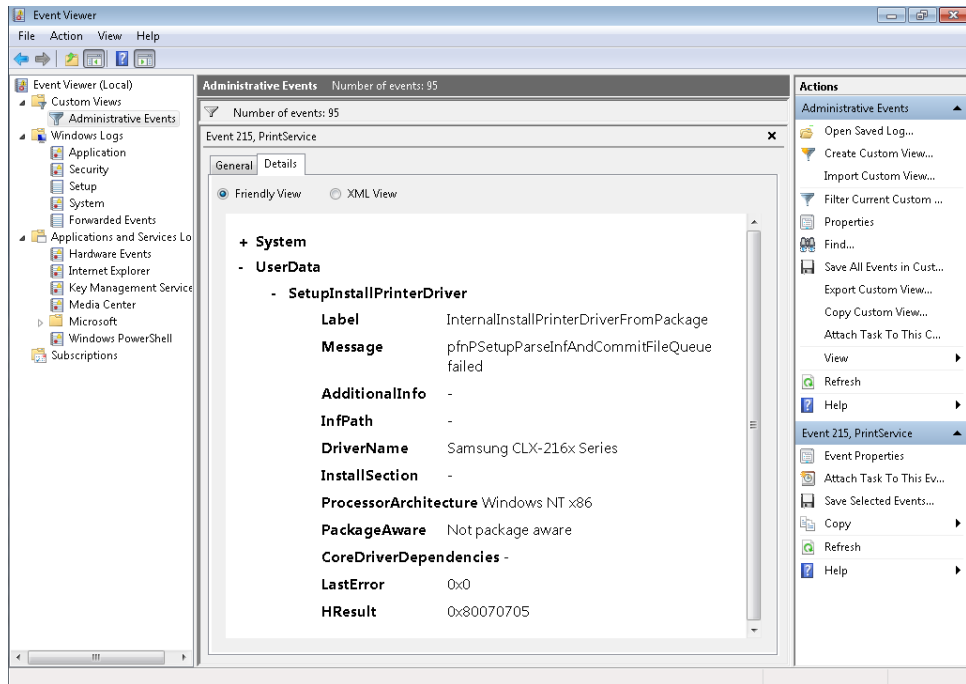 Event Viewer
File Action View Help
Event Viewer (Local)
Custom Views
Administrative Events
Windows Logs
Application
Security
Setup
System
Forwarded Events
Applications and Services Lo
Hardware Events
Internet Explorer
Key Management Service
Media Center
Microsoft
Windows PowerShell
Subscriptions
Administrative Events Number of events: 95
Number of events: 95
Event 215, PrintService
General Details
Friendly View XML View
+ System
- UserData
- SetupInstallPrinterDriver
Label InternalInstallPrinterDriverFromPackage
Message pfnPSetupParseInfAndCommitFileQueue
failed
AdditionalInfo -
InfPath -
DriverName Samsung CLX-216x Series
InstallSection -
ProcessorArchitecture Windows NT x86
PackageAware Not package aware
CoreDriverDependencies -
LastError 0x0
HResult 0x80070705
Actions
Administrative Events
Open Saved Log...
Create Custom View...
Import Custom View...
Filter Current Custom ...
Properties
Find...
Save All Events in Cust...
Export Custom View...
Copy Custom View...
Attach Task To This C...
View
Refresh
Help
Event 215, PrintService
Event Properties
Attach Task To This Ev...
Save Selected Events...
Copy
Refresh
Help